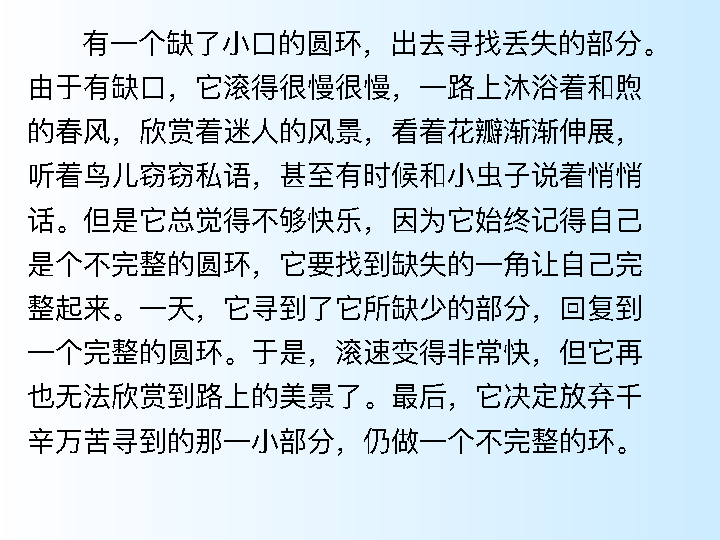 有一个缺了小口的圆环，出去寻找丢失的部分。
由于有缺口，它滚得很慢很慢，一路上沐浴着和煦
的春风，欣赏着迷人的风景，看着花瓣渐渐伸展，
听着鸟儿窃窃私语，甚至有时候和小虫子说着悄悄
话。但是它总觉得不够快乐，因为它始终记得自己
是个不完整的圆环，它要找到缺失的一角让自己完
整起来。一天，它寻到了它所缺少的部分，回复到
一个完整的圆环。于是，滚速变得非常快，但它再
也无法欣赏到路上的美景了。最后，它决定放弃千
辛万苦寻到的那一小部分，仍做一个不完整的环。